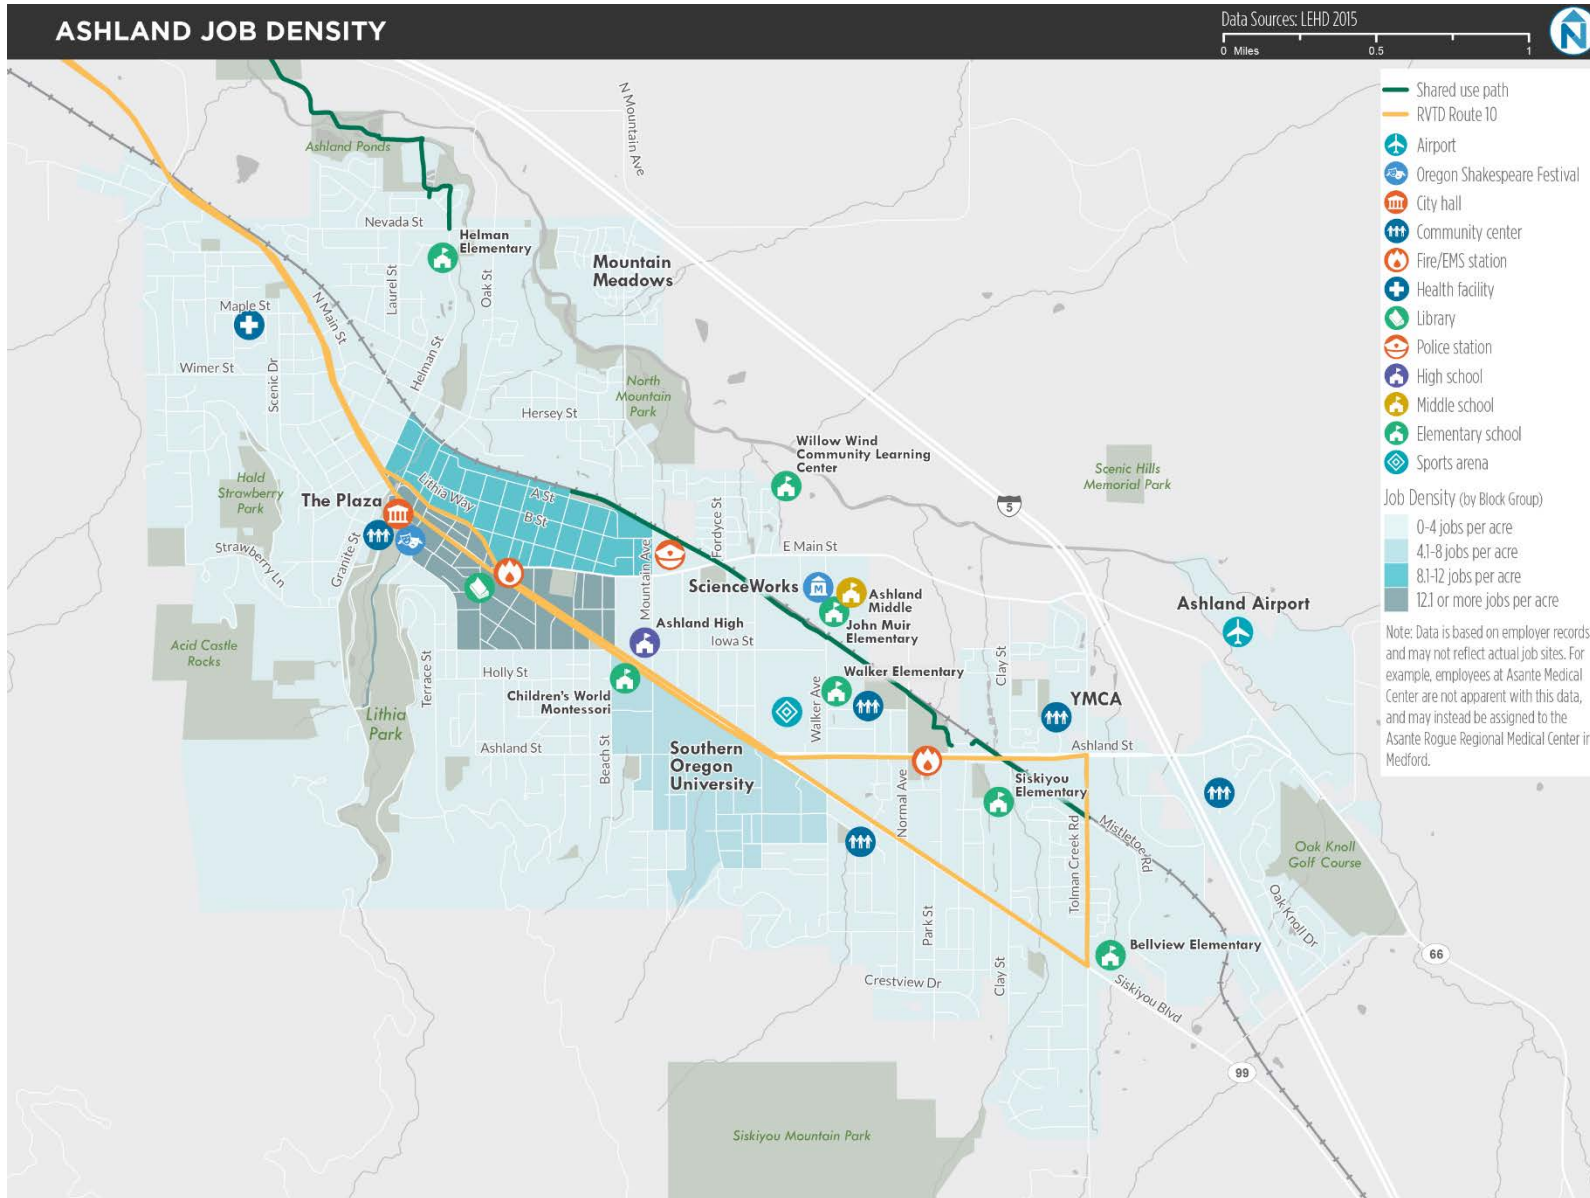 ASHLAND JOB DENSITY
Data Sources: LEHD 2015
0 Miles 0.5 1
N
Shared use path
RVTD Route 10
Airport
Oregon Shakespeare Festival
City hall
Community center
Fire/EMS station
Health facility
Library
Police station
High school
Middle school
Elementary school
Sports arena
Job Density (by Block Group)
0-4 jobs per acre
4.1-8 jobs per acre
8.1-12 jobs per acre
12.1 or more jobs per acre
Note: Data is based on employer records
and may not reflect actual job sites. For
example, employees at Asante Medical
Center are not apparent with this data,
and may instead be assigned to the
Asante Rogue Regional Medical Center in
Medford.
N Mountain Ave
Ashland Ponds
Nevada St
Helman
Elementary
Mountain
Meadows
Laurel St
Oak St
Maple St
N Main St
Wimer St
Scenic Dr
Helman St
North
Mountain
Park
Hersey St
Willow Wind
Community Learning
Center
Scenic Hills
Memorial Park
5
Hald
Strawberry
Park
The Plaza
Lithia Way
A St
B St
Fordyce St
E Main St
Strawberry Ln
Granite St
Mountain Ave
ScienceWorks
M
Ashland
Middle
Ashland Airport
John Muir
Elementary
Ashland High
Iowa St
Acid Castle
Rocks
Terrace St
Holly St
Walker Elementary
Clay St
Children's World
Montessori
Walker Ave
YMCA
Lithia
Park
Ashland St
Beach St
Southern
Oregon
University
Ashland St
Normal Ave
Siskiyou
Elementary
Tolman Creek Rd
Mistletoe Rd
Oak Knoll
Golf Course
Oak Knoll Dr
Park St
Clay St
Bellview Elementary
66
Crestview Dr
Siskiyou Blvd
99
Siskiyou Mountain Park